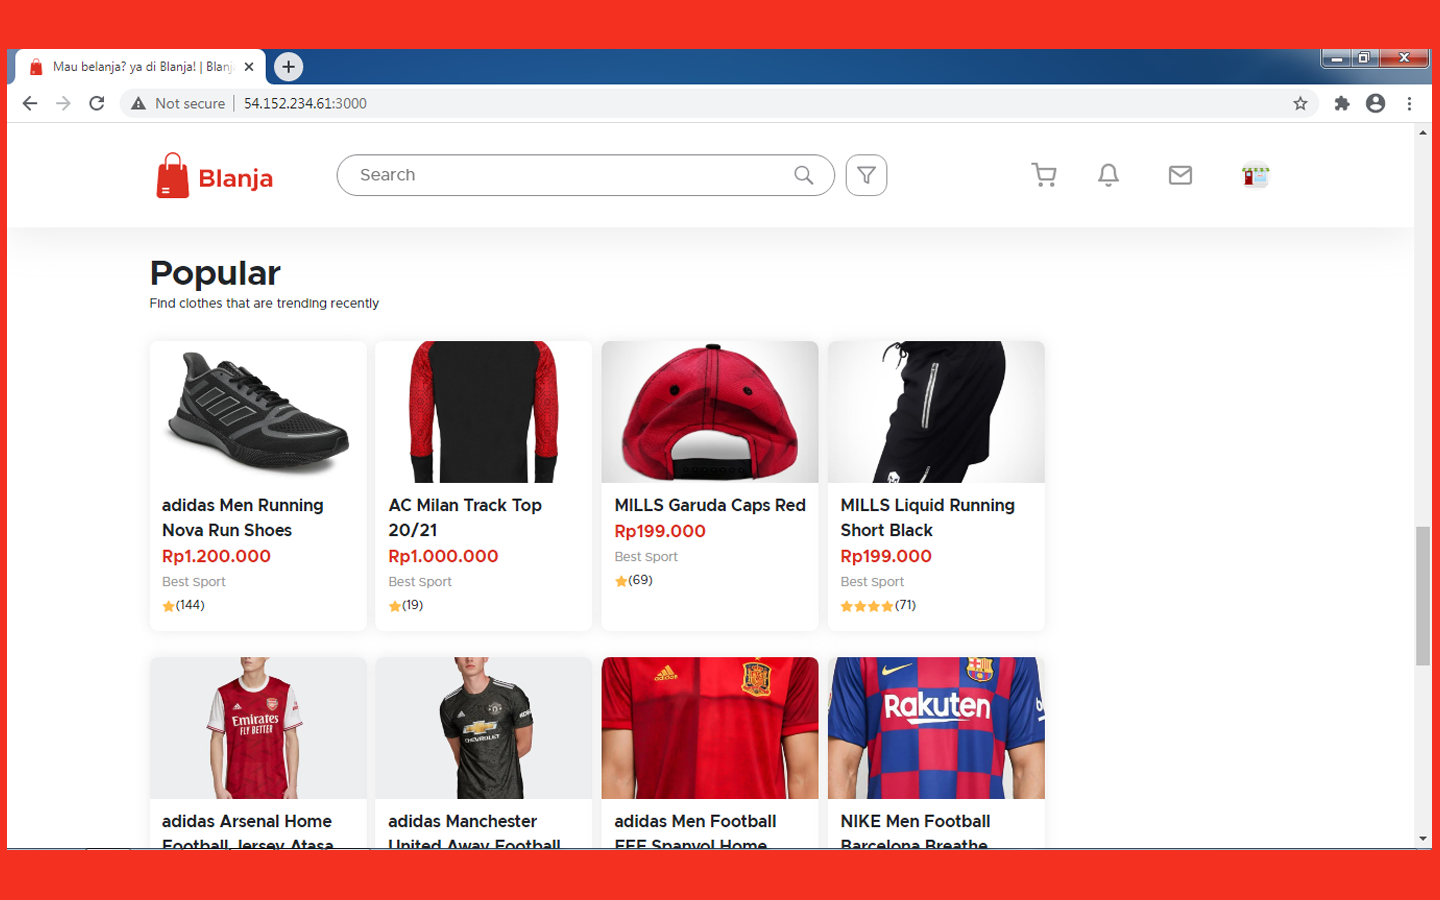 Mau belanja? ya di Blanja! | Blanj
Not secure | 54.152.234.61:3000
Blanja
Search
Popular
Find clothes that are trending recently
adidas Men Running
Nova Run Shoes
Rp1.200.000
Best Sport
(144)
AC Milan Track Top
20/21
Rp1.000.000
Best Sport
(19)
MILLS Garuda Caps Red
Rp199.000
Best Sport
(69)
MILLS Liquid Running
Short Black
Rp199.000
Best Sport
(71)
Emirates
FLY BETTER
adidas Arsenal Home
Football Jersey Atasa
CHEVROLET
adidas Manchester
United Away Football
adidas
adidas Men Football
FEF Spanyol Home
Rakuten
NIKE Men Football
Barcelona Breathe